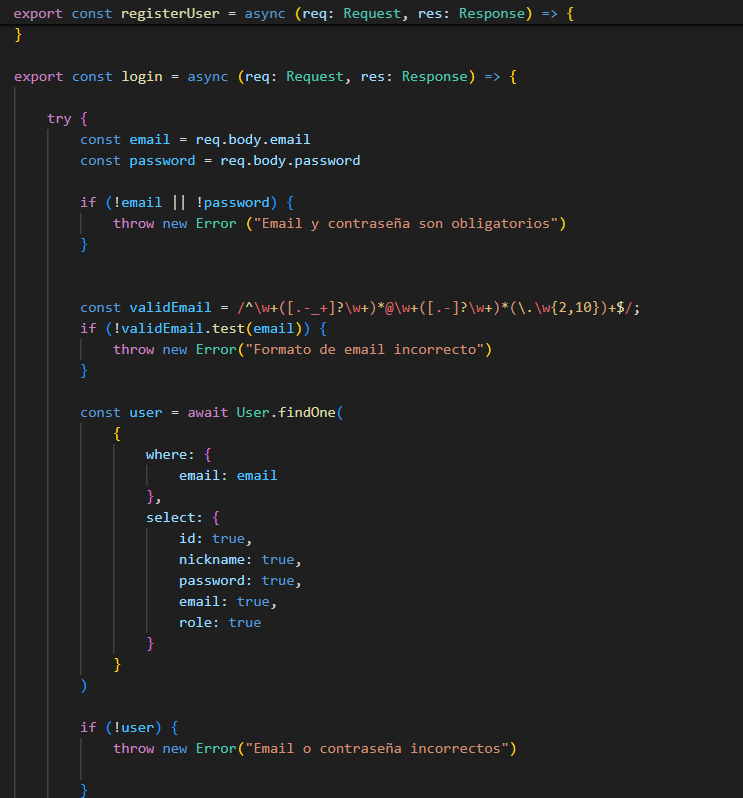 export const registerUser = async (req: Request, res: Response) => {
}
export const login = async (req: Request, res: Response) => {
try {
const email = req.body.email
const password = req.body.password
if (!email || !password) {
throw new Error ("Email y contraseña son obligatorios")
}
const validEmail = /^\w+([.-_+]?\w+)*@\w+([.-]?\w+)*(\.\w{2,10})+$/;
if (!validEmail.test(email)) {
throw new Error("Formato de email incorrecto")
}
const user = await User.findOne(
{
where: {
email: email
},
select: {
id: true,
nickname: true,
password: true,
email: true,
role: true
}
}
)
if (!user) {
throw new Error("Email o contraseña incorrectos")
}